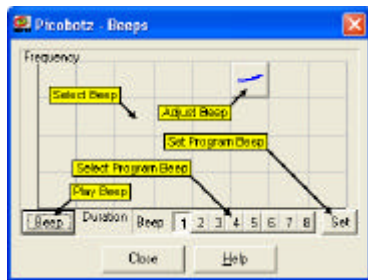 Picobotz - Beeps
Frequency
Select Beep
Adjust Beep
Set Program Beep
Select Program Beep
Play Beep
Beep Duration Beep 1 2 3 4 5 6 7 8 Set
Close Help